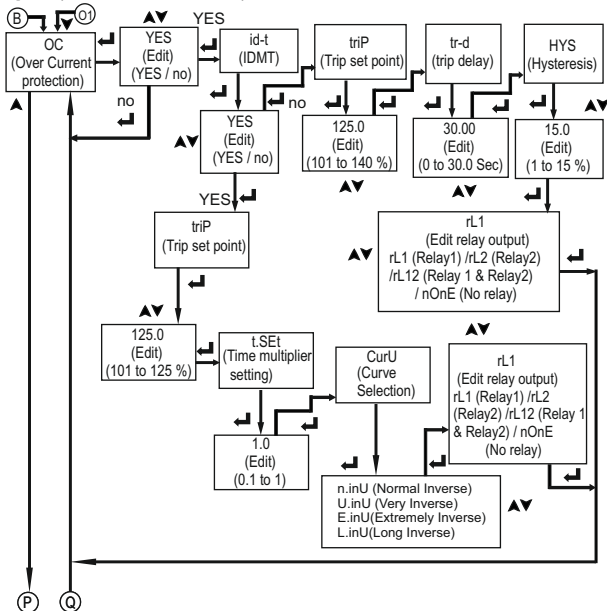 B
O1
OC
(Over Current
protection)
YES
(Edit)
(YES / no)
YES
no
id-t
(IDMT)
YES
(Edit)
(YES / no)
no
YES
triP
(Trip set point)
125.0
(Edit)
(101 to 140 %)
tr-d
(trip delay)
30.00
(Edit)
(0 to 30.0 Sec)
HYS
(Hysteresis)
15.0
(Edit)
(1 to 15 %)
rL1
(Edit relay output)
rL1 (Relay1) /rL2 (Relay2)
/rL12 (Relay 1 & Relay2)
/ nOnE (No relay)
triP
(Trip set point)
125.0
(Edit)
(101 to 125 %)
t.SEt
(Time multiplier
setting)
1.0
(Edit)
(0.1 to 1)
CurU
(Curve
Selection)
n.inU (Normal Inverse)
U.inU (Very Inverse)
E.inU(Extremely Inverse)
L.inU(Long Inverse)
rL1
(Edit relay output)
rL1 (Relay1) /rL2
(Relay2) /rL12 (Relay 1
& Relay2) / nOnE
(No relay)
P
Q